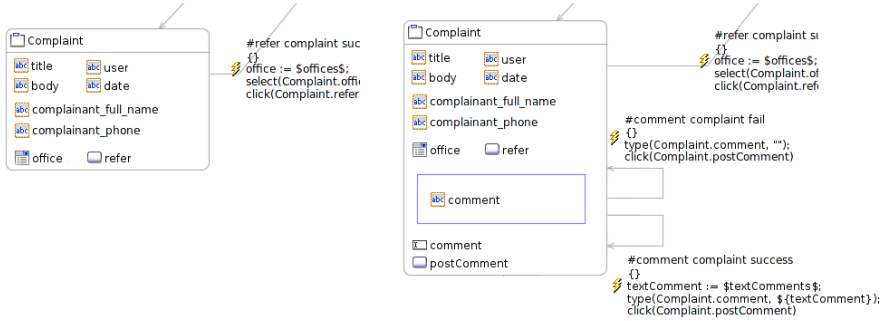 Complaint
title
user
body
date
complainant_full_name
complainant_phone
office
refer
#refer complaint suc
{}
office := $offices$;
select(Complaint.offic
click(Complaint.refer
Complaint
title
user
body
date
complainant_full_name
complainant_phone
office
refer
comment
comment
postComment
#refer complaint su
{}
office := $offices$;
select(Complaint.of
click(Complaint.refe
#comment complaint fail
{}
type(Complaint.comment, "");
click(Complaint.postComment)
#comment complaint success
{}
textComment := $textComments$;
type(Complaint.comment, ${textComment});
click(Complaint.postComment)